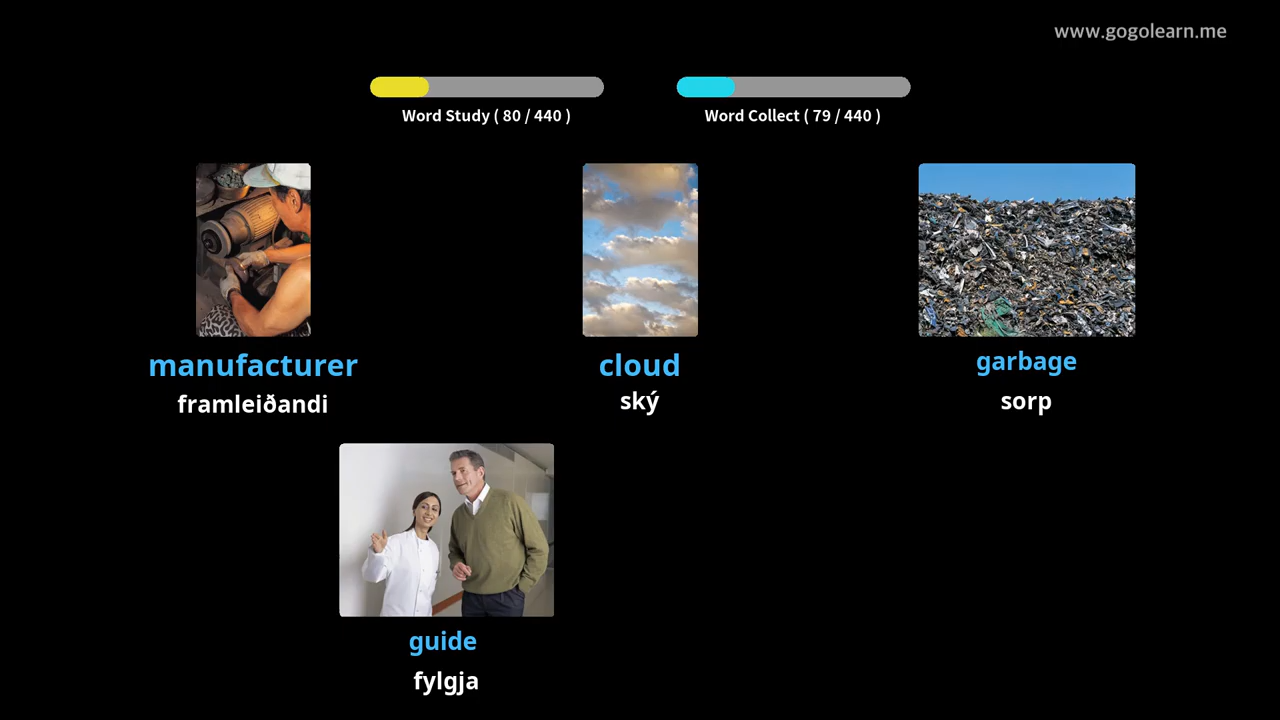 www.gogolearn.me
Word Study ( 80 / 440 )
Word Collect ( 79 / 440 )
manufacturer
framleiðandi
cloud
ský
garbage
sorp
guide
fylgja